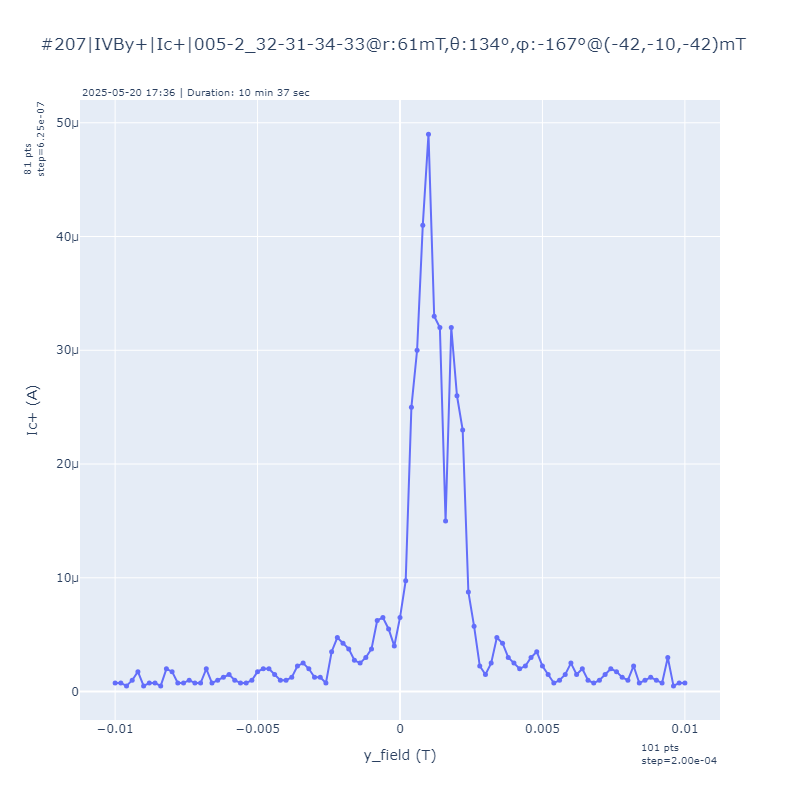 #207|IVBy+|Ic+|005-2_32-31-34-33@r:61mT,θ:134°,φ:-167°@(-42,-10,-42)mT
2025-05-20 17:36 | Duration: 10 min 37 sec
81 pts
step=6.25e-07
50μ
40μ
30μ
20μ
10μ
0
Ic+ (A)
−0.01
−0.005
0
0.005
0.01
y_field (T)
101 pts
step=2.00e-04